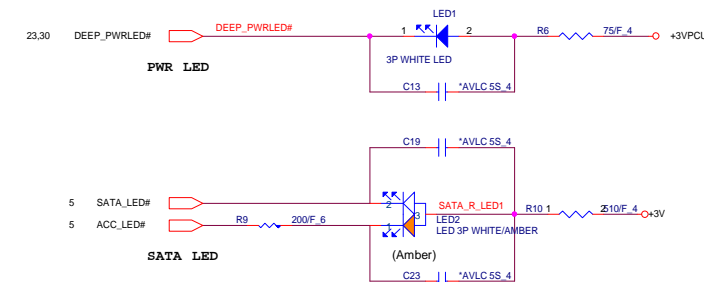 LED1
23,30 DEEP_PWRLED# DEEP_PWRLED# 1 2 R6 75/F_4 +3VPCU
PWR LED
3P WHITE LED
C13 *AVLC 5S_4
C19 *AVLC 5S_4
5 SATA_LED# 2 SATA_R_LED1
3 R10 1 2 510/F_4 +3V
5 ACC_LED# R9 200/F_6 1 LED2
LED 3P WHITE/AMBER
SATA LED (Amber)
C23 *AVLC 5S_4